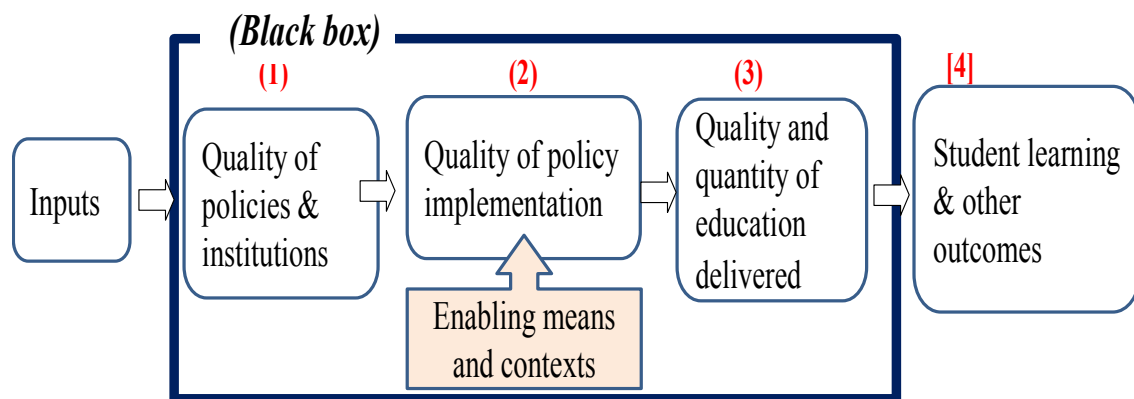 (Black box)
(1)
(2)
(3)
[4]
Inputs
Quality of
policies &
institutions
Quality of policy
implementation
Quality and
quantity of
education
delivered
Student learning
& other
outcomes
Enabling means
and contexts